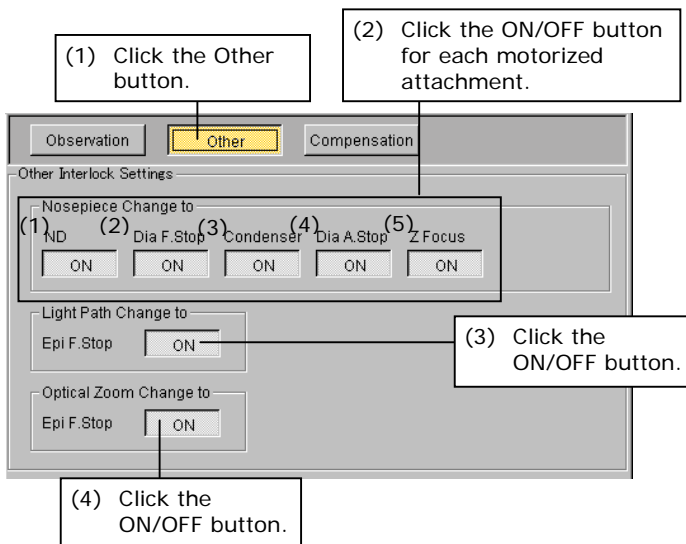 (1) Click the Other
button.
(2) Click the ON/OFF button
for each motorized
attachment.
Observation Other Compensation
Other Interlock Settings
Nosepiece Change to
(1) (2) (3) (4) (5)
ND Dia F.Stop Condenser Dia A.Stop Z Focus
ON ON ON ON ON
Light Path Change to
Epi F.Stop ON
(3) Click the
ON/OFF button.
Optical Zoom Change to
Epi F.Stop ON
(4) Click the
ON/OFF button.